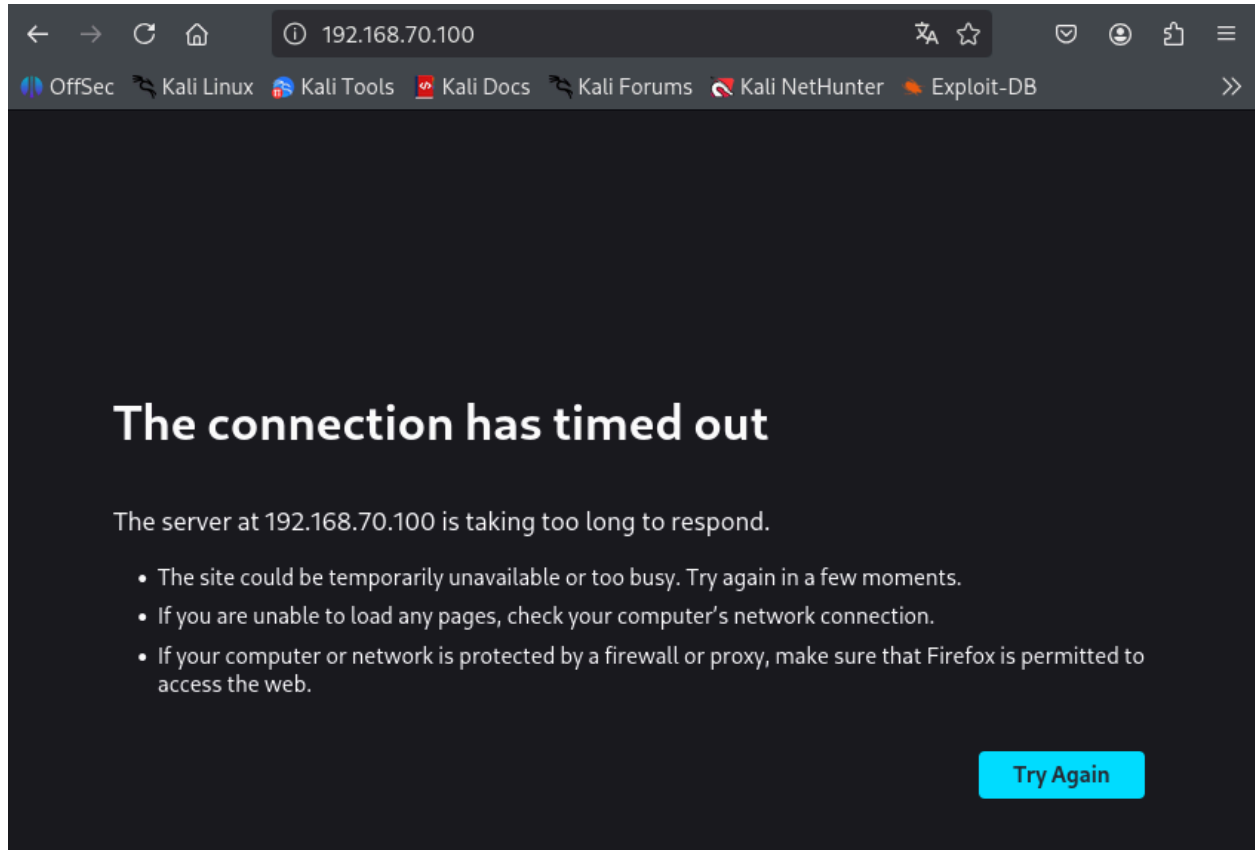 192.168.70.100
OffSec Kali Linux Kali Tools Kali Docs Kali Forums Kali NetHunter Exploit-DB
The connection has timed out
The server at 192.168.70.100 is taking too long to respond.
• The site could be temporarily unavailable or too busy. Try again in a few moments.
• If you are unable to load any pages, check your computer’s network connection.
• If your computer or network is protected by a firewall or proxy, make sure that Firefox is permitted to
access the web.
Try Again